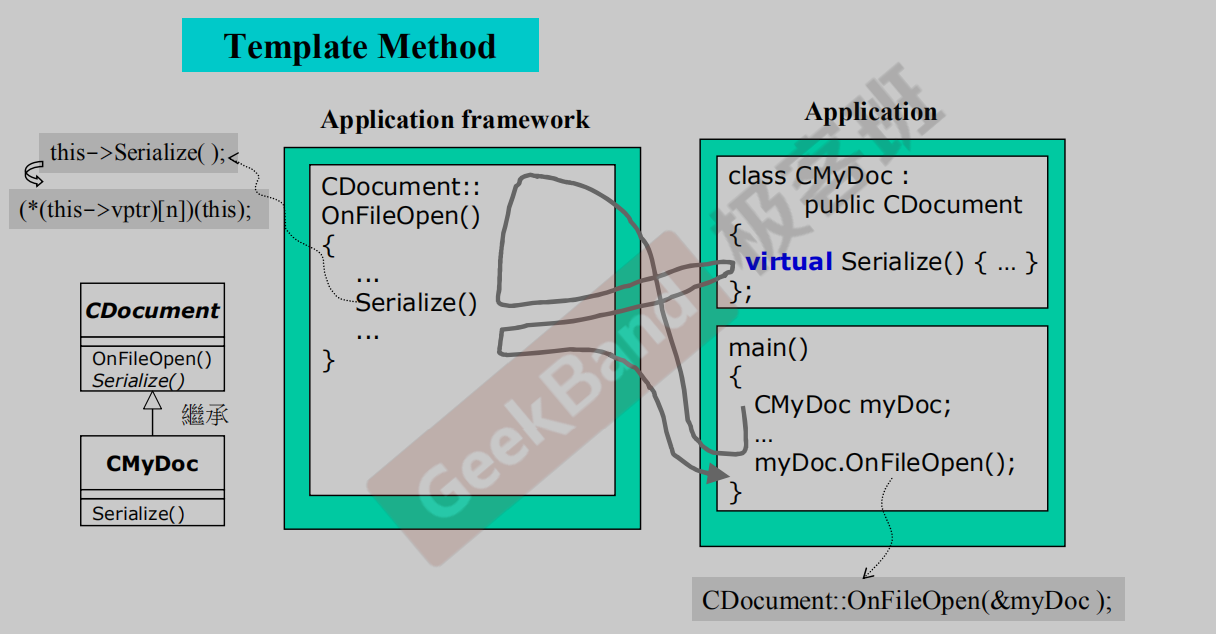 Template Method
Application framework
Application
this->Serialize( );
(*(this->vptr)[n])(this);
CDocument::
OnFileOpen()
{
...
Serialize()
...
}
class CMyDoc :
public CDocument
{
virtual Serialize() { … }
};
main()
{
CMyDoc myDoc;
…
myDoc.OnFileOpen();
}
CDocument
OnFileOpen()
Serialize()
繼承
CMyDoc
Serialize()
CDocument::OnFileOpen(&myDoc );
GeekBand
极客班